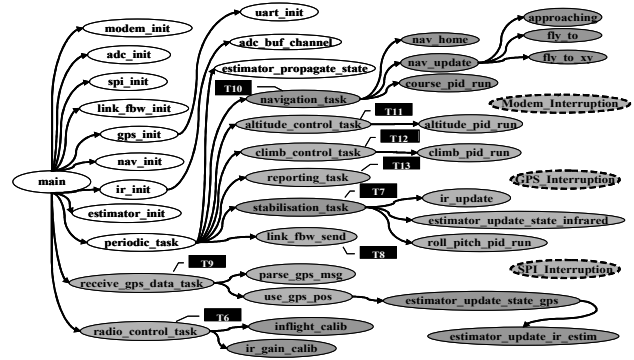 uart_init
approaching
modem_init
nav_home
fly_to
adc_init
adc_buf_channel
nav_update
fly_to_xy
spi_init
estimator_propagate_state
T10
course_pid_run
link_fbw_init
navigation_task
Modem_Interruption
T11
gps_init
altitude_control_task
altitude_pid_run
T12
nav_init
climb_control_task
climb_pid_run
T13
main
ir_init
reporting_task
GPS_Interruption
T7
ir_update
estimator_init
stabilisation_task
estimator_update_state_infrared
periodic_task
link_fbw_send
roll_pitch_pid_run
T8
T9
parse_gps_msg
SPI_Interruption
receive_gps_data_task
use_gps_pos
estimator_update_state_gps
T6
radio_control_task
inflight_calib
estimator_update_ir_estim
ir_gain_calib